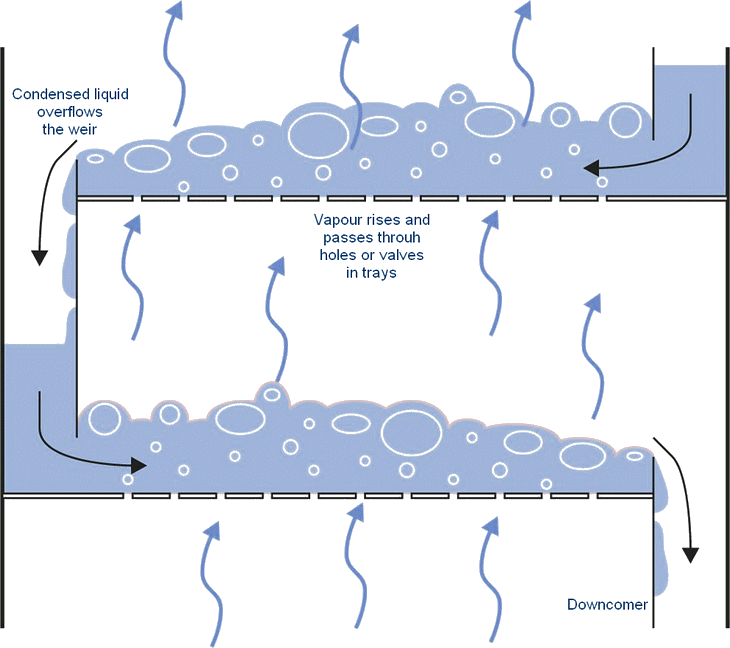 Condensed liquid
overflows
the weir
Vapour rises and
passes throuh
holes or valves
in trays
Downcomer